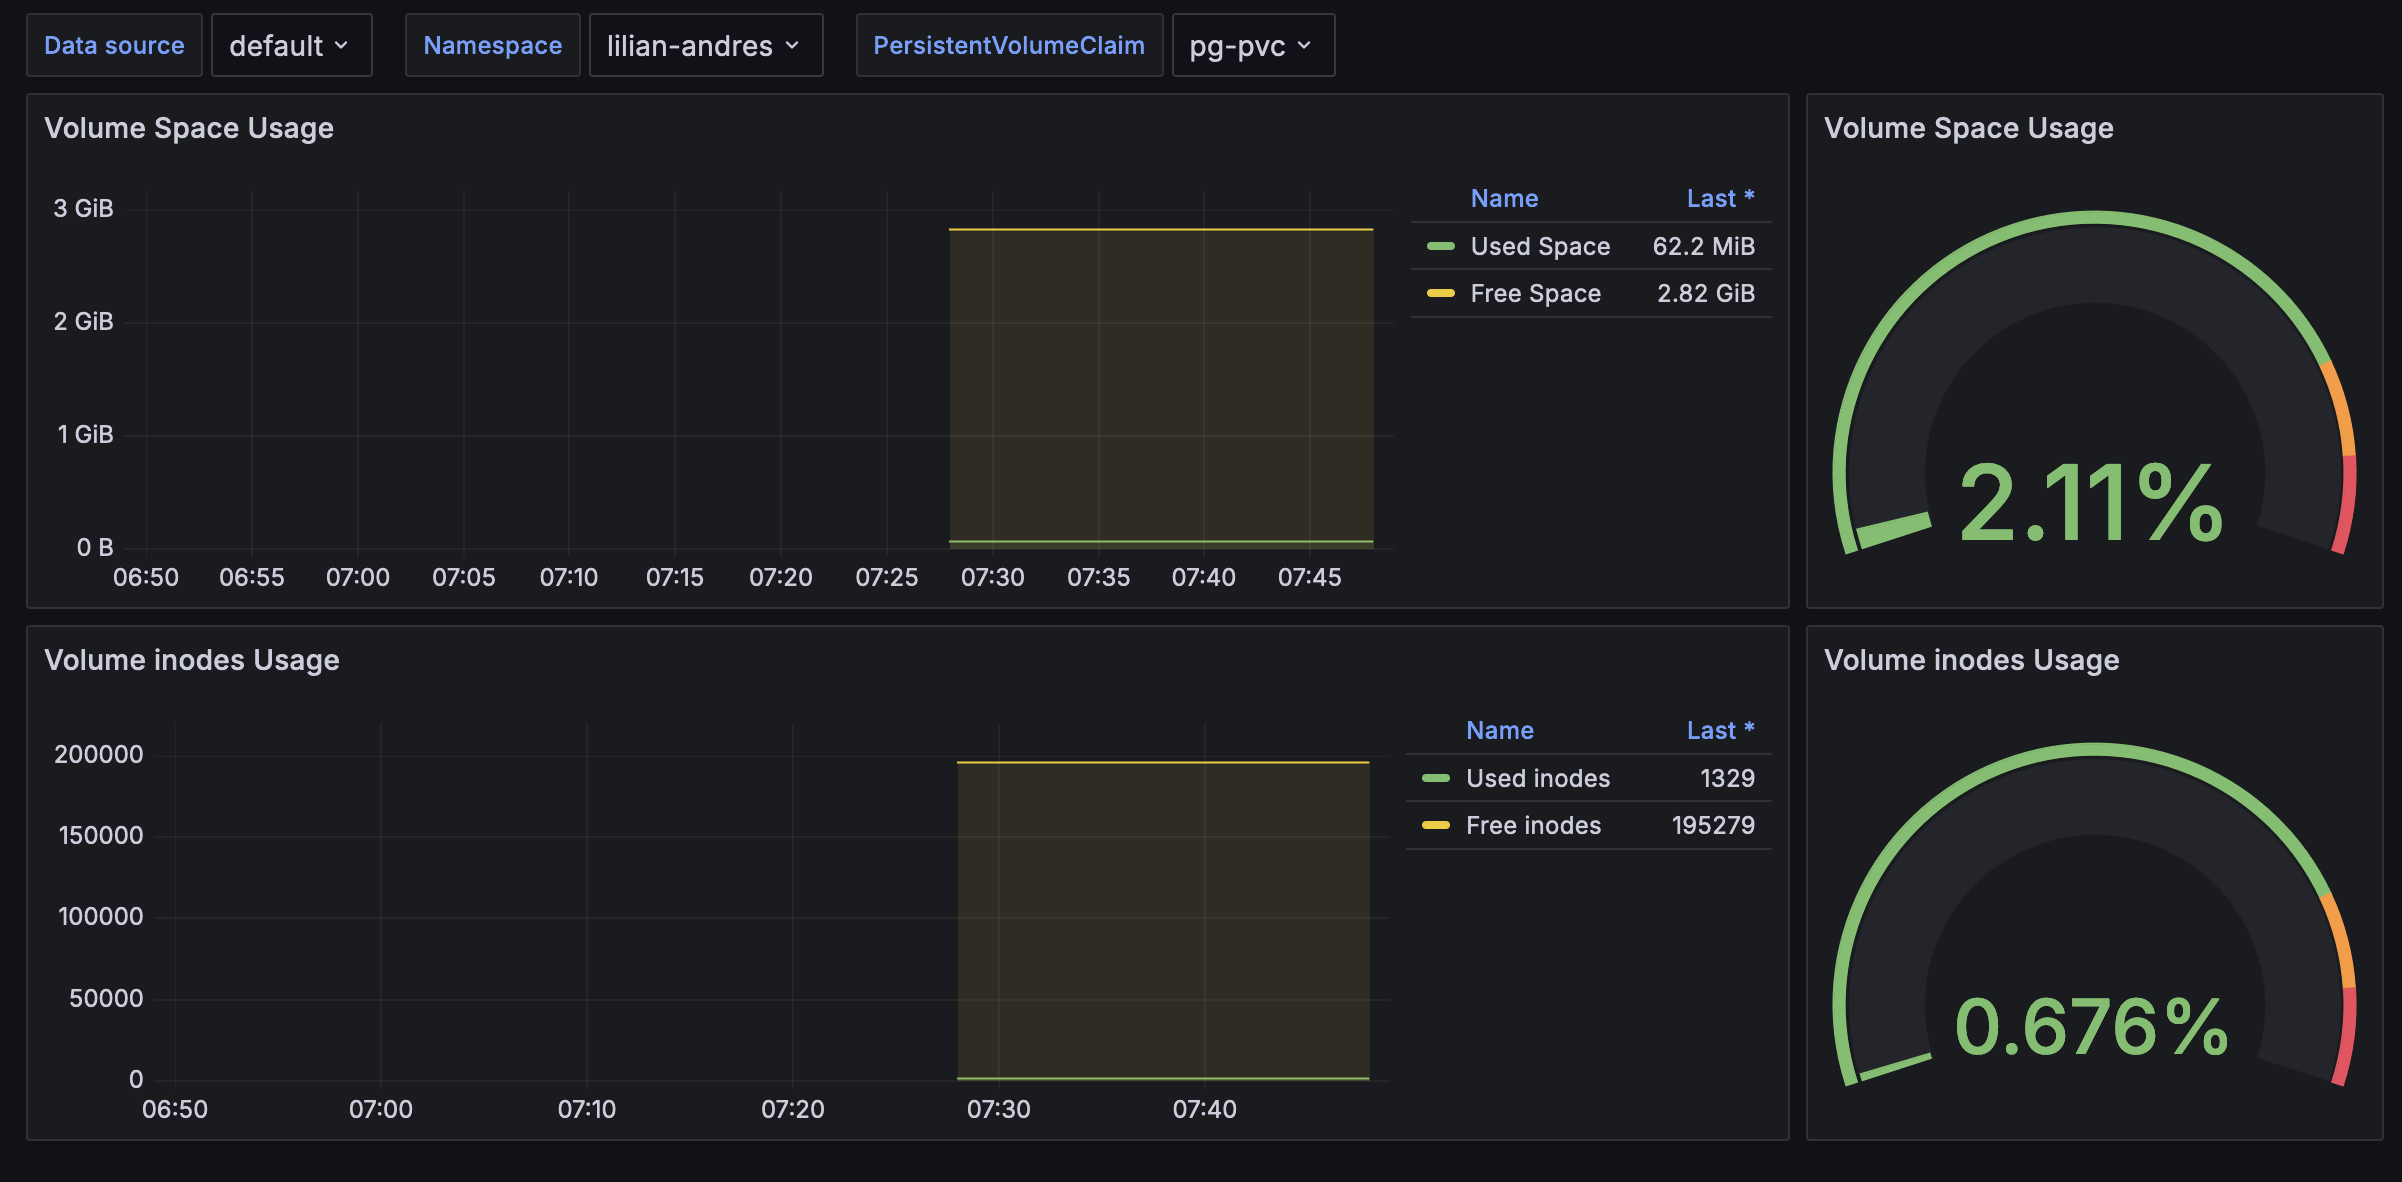 Data source default Namespace lilian-andres PersistentVolumeClaim pg-pvc
Volume Space Usage
3 GiB
2 GiB
1 GiB
0 B
06:50 06:55 07:00 07:05 07:10 07:15 07:20 07:25 07:30 07:35 07:40 07:45
Name Last *
Used Space 62.2 MiB
Free Space 2.82 GiB
Volume Space Usage
2.11%
Volume inodes Usage
200000
150000
100000
50000
0
06:50 07:00 07:10 07:20 07:30 07:40
Name Last *
Used inodes 1329
Free inodes 195279
Volume inodes Usage
0.676%